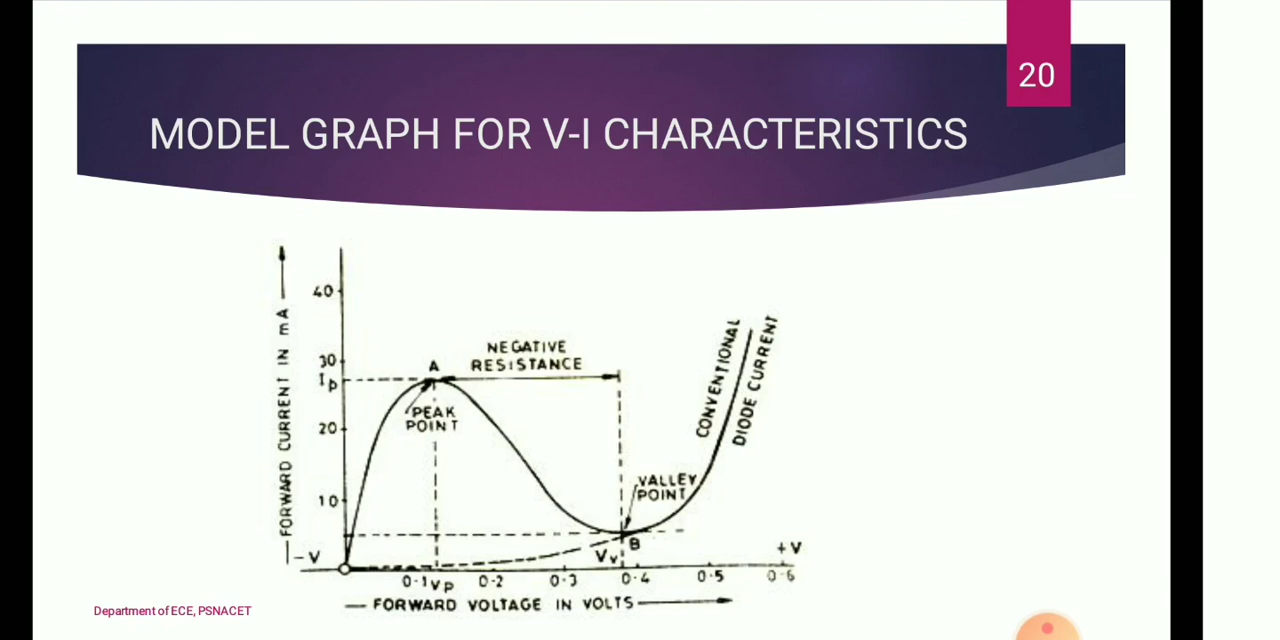 20
MODEL GRAPH FOR V-I CHARACTERISTICS
FORWARD CURRENT IN mA
40
30
Ip
20
10
-V
A
NEGATIVE
RESISTANCE
PEAK
POINT
CONVENTIONAL
DIODE CURRENT
VALLEY
POINT
B
Vv
+V
0.1 Vp 0.2 0.3 0.4 0.5 0.6
FORWARD VOLTAGE IN VOLTS
Department of ECE, PSNACET